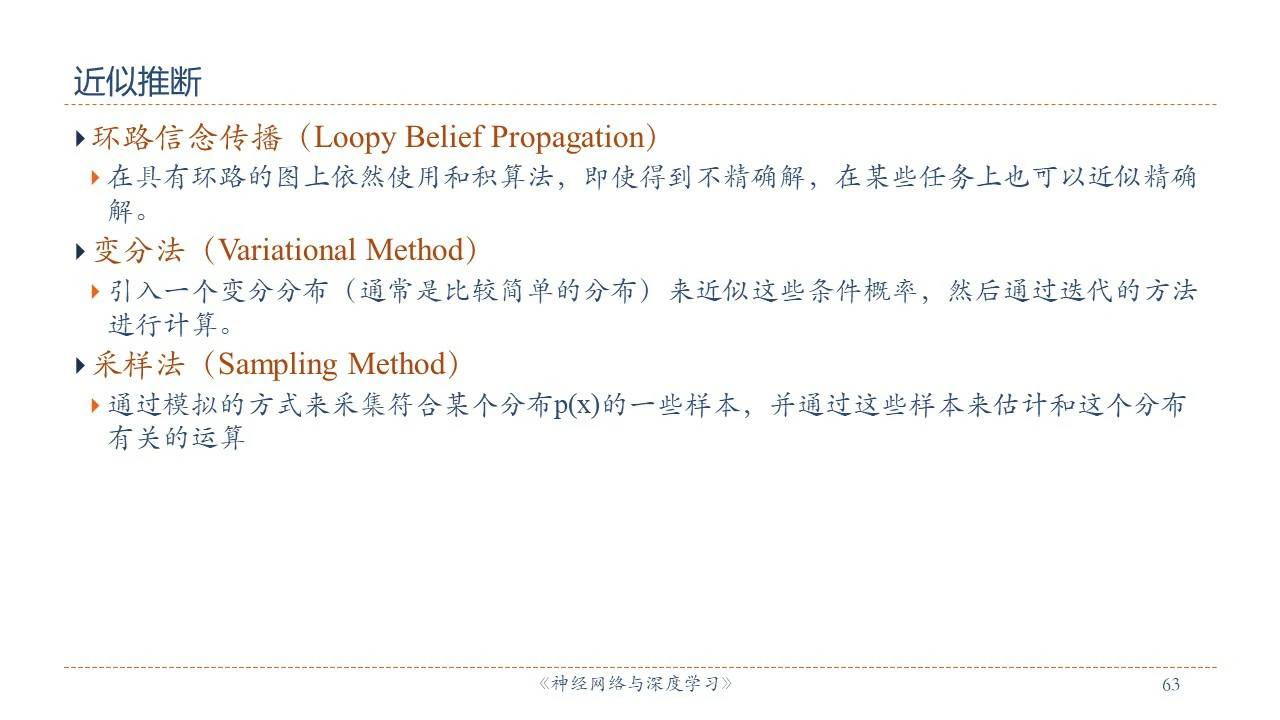 近似推断
环路信念传播（Loopy Belief Propagation）
在具有环路的图上依然使用和积算法，即使得到不精确解，在某些任务上也可以近似精确
解。
变分法（Variational Method）
引入一个变分分布（通常是比较简单的分布）来近似这些条件概率，然后通过迭代的方法
进行计算。
采样法（Sampling Method）
通过模拟的方式来采集符合某个分布p(x)的一些样本，并通过这些样本来估计和这个分布
有关的运算
《神经网络与深度学习》
63